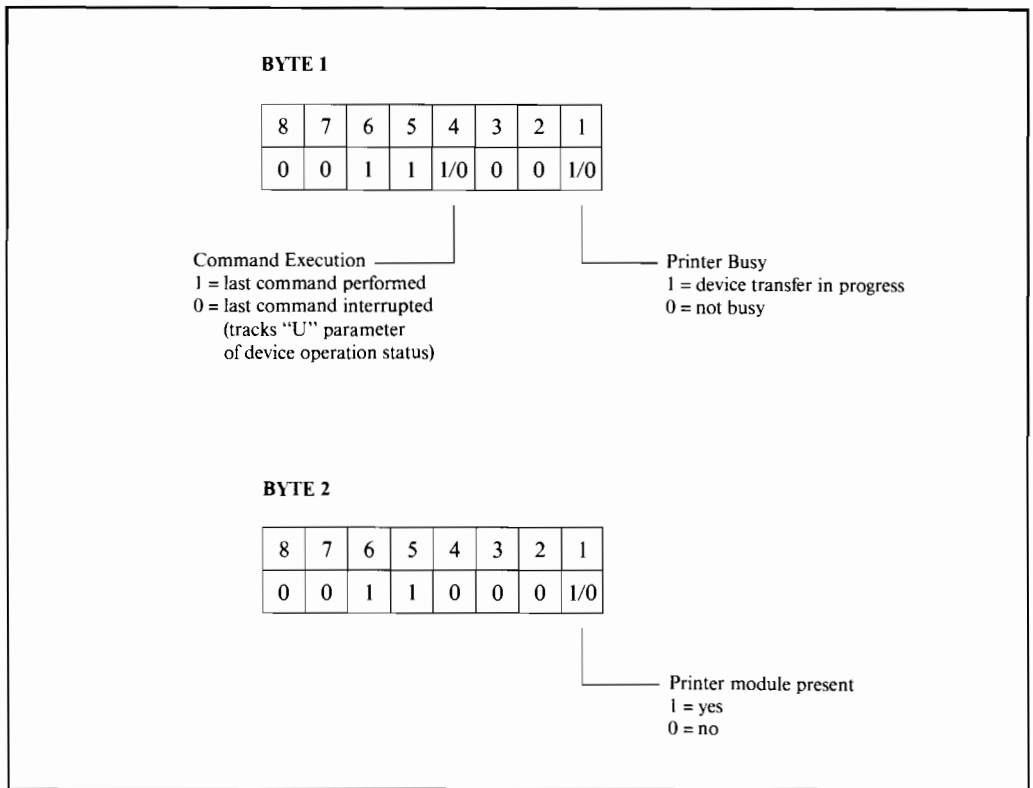 BYTE 1
8 7 6 5 4 3 2 1
0 0 1 1 1/0 0 0 1/0
Command Execution
1 = last command performed
0 = last command interrupted
(tracks “U” parameter
of device operation status)
Printer Busy
1 = device transfer in progress
0 = not busy
BYTE 2
8 7 6 5 4 3 2 1
0 0 1 1 0 0 0 1/0
Printer module present
1 = yes
0 = no